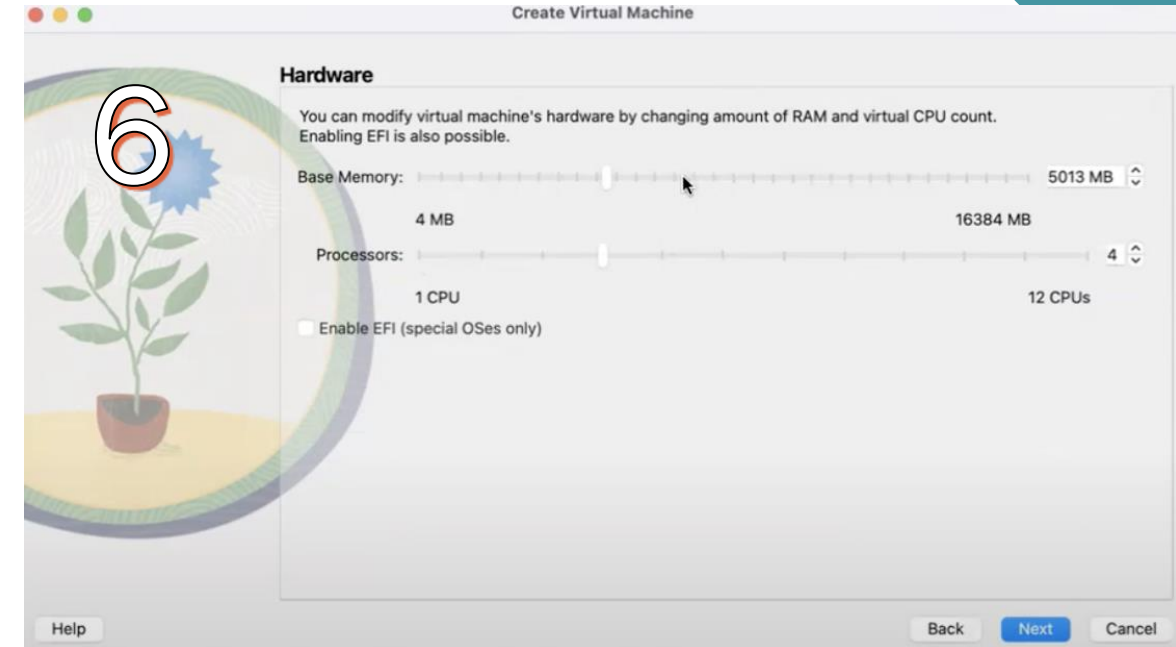 Create Virtual Machine
6
Hardware
You can modify virtual machine's hardware by changing amount of RAM and virtual CPU count.
Enabling EFI is also possible.
Base Memory: 5013 MB
4 MB 16384 MB
Processors: 4
1 CPU 12 CPUs
Enable EFI (special OSes only)
Help Back Next Cancel